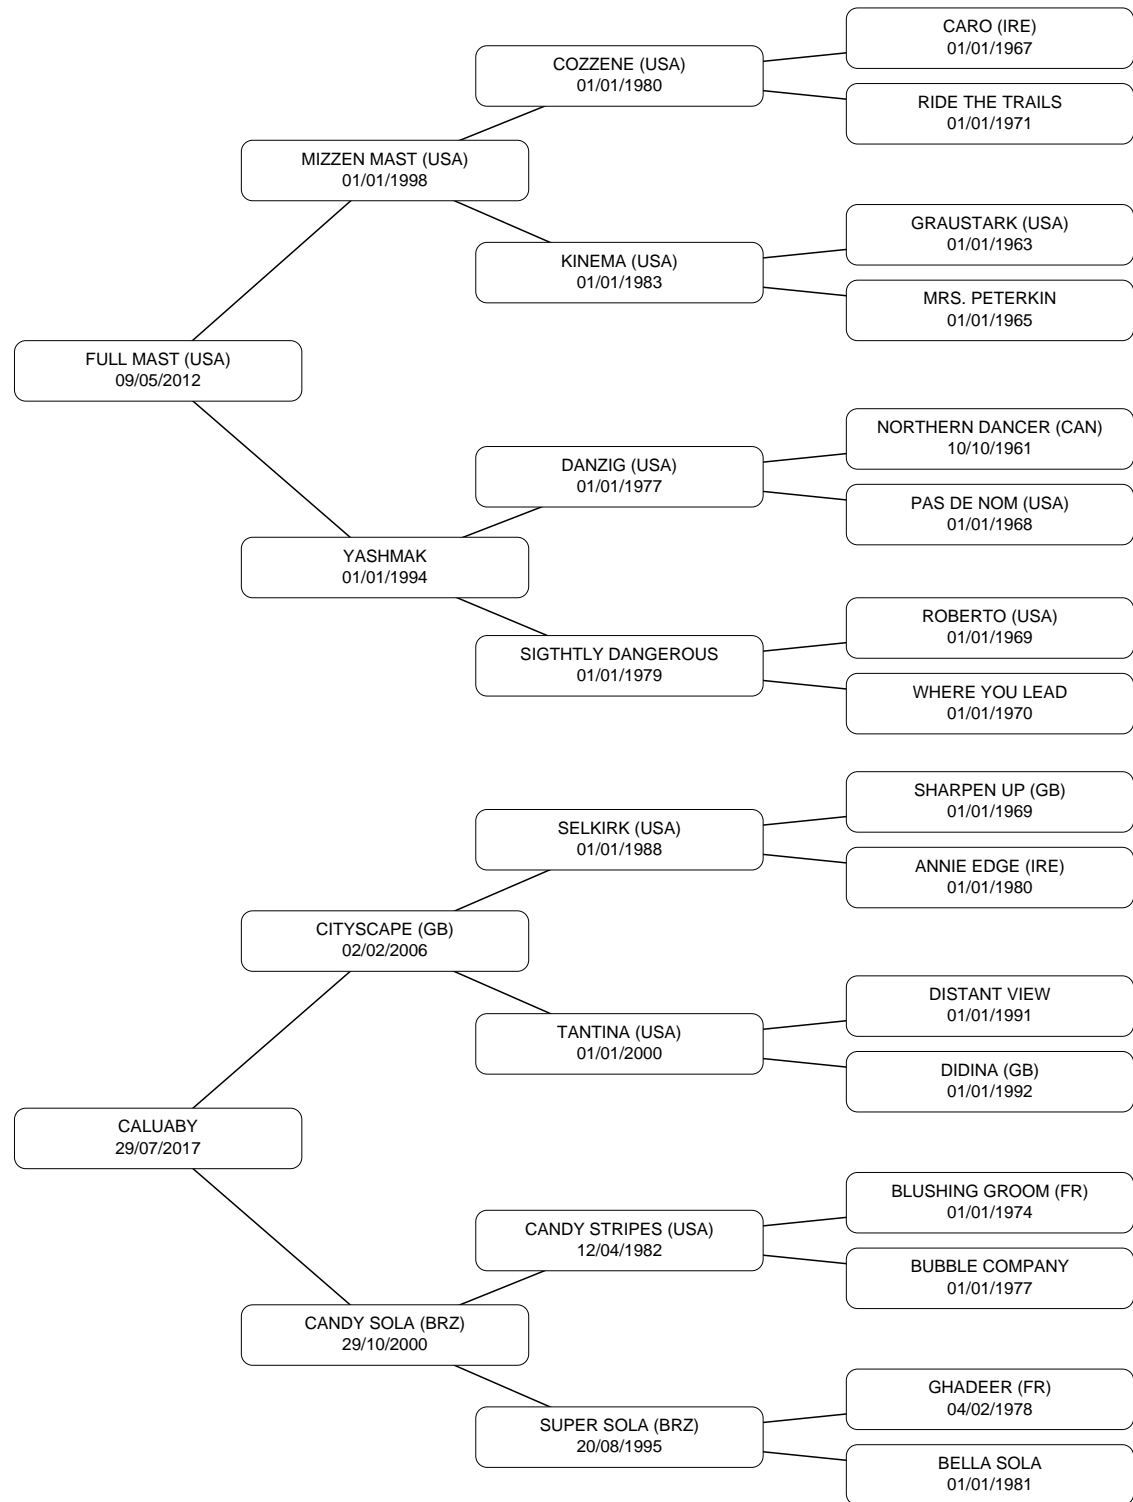 CARO (IRE)
01/01/1967
COZZENE (USA)
01/01/1980
RIDE THE TRAILS
01/01/1971
MIZZEN MAST (USA)
01/01/1998
GRAUSTARK (USA)
01/01/1963
KINEMA (USA)
01/01/1983
MRS. PETERKIN
01/01/1965
FULL MAST (USA)
09/05/2012
NORTHERN DANCER (CAN)
10/10/1961
DANZIG (USA)
01/01/1977
PAS DE NOM (USA)
01/01/1968
YASHMAK
01/01/1994
ROBERTO (USA)
01/01/1969
SIGTHTLY DANGEROUS
01/01/1979
WHERE YOU LEAD
01/01/1970
SHARPEN UP (GB)
01/01/1969
SELKIRK (USA)
01/01/1988
ANNIE EDGE (IRE)
01/01/1980
CITYSCAPE (GB)
02/02/2006
DISTANT VIEW
01/01/1991
TANTINA (USA)
01/01/2000
DIDINA (GB)
01/01/1992
CALUABY
29/07/2017
BLUSHING GROOM (FR)
01/01/1974
CANDY STRIPES (USA)
12/04/1982
BUBBLE COMPANY
01/01/1977
CANDY SOLA (BRZ)
29/10/2000
GHADEER (FR)
04/02/1978
SUPER SOLA (BRZ)
20/08/1995
BELLA SOLA
01/01/1981